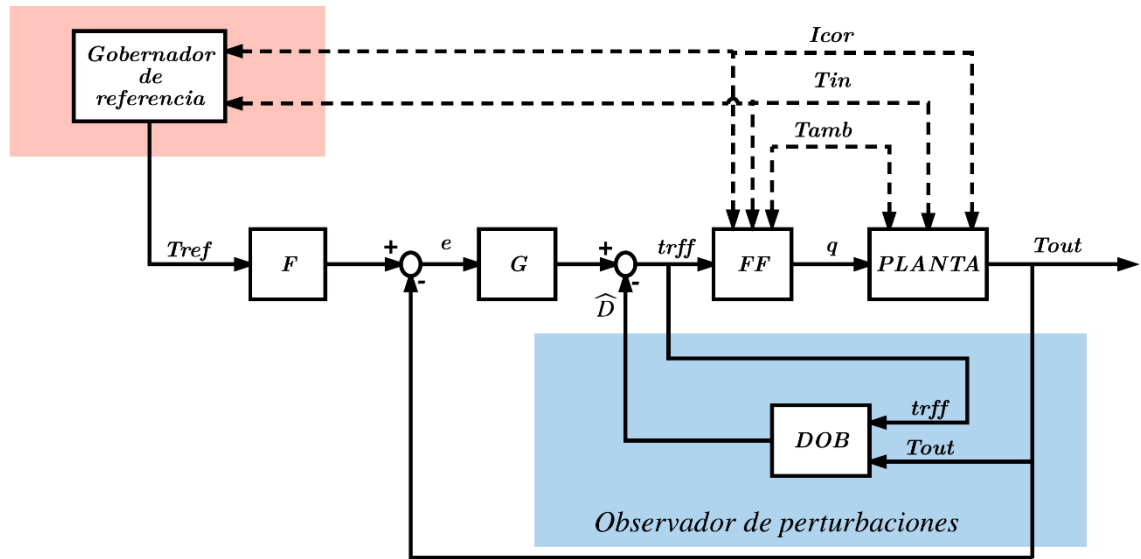 Gobernador
de
referencia
Icor
Tin
Tamb
Tref
F
+
-
e
G
+
-
trff
FF
q
PLANTA
Tout
D̂
trff
DOB
Tout
Observador de perturbaciones